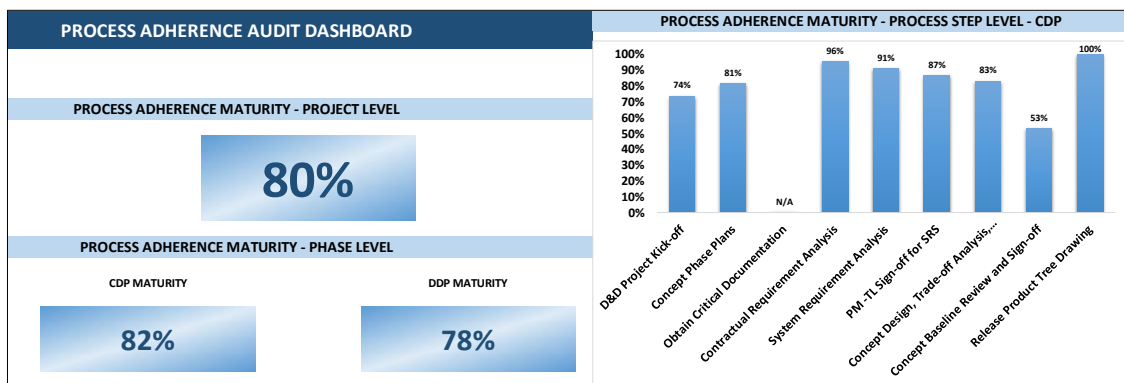 PROCESS ADHERENCE AUDIT DASHBOARD
PROCESS ADHERENCE MATURITY - PROJECT LEVEL
80%
PROCESS ADHERENCE MATURITY - PHASE LEVEL
CDP MATURITY
DDP MATURITY
82%
78%
PROCESS ADHERENCE MATURITY - PROCESS STEP LEVEL - CDP
100%
90%
80%
70%
60%
50%
40%
30%
20%
10%
0%
74%
81%
N/A
96%
91%
87%
83%
53%
100%
D&D Project Kick-off
Concept Phase Plans
Obtain Critical Documentation
Contractual Requirement Analysis
System Requirement Analysis
PM -TL Sign-off for SRS
Concept Design, Trade-off Analysis,...
Concept Baseline Review and Sign-off
Release Product Tree Drawing